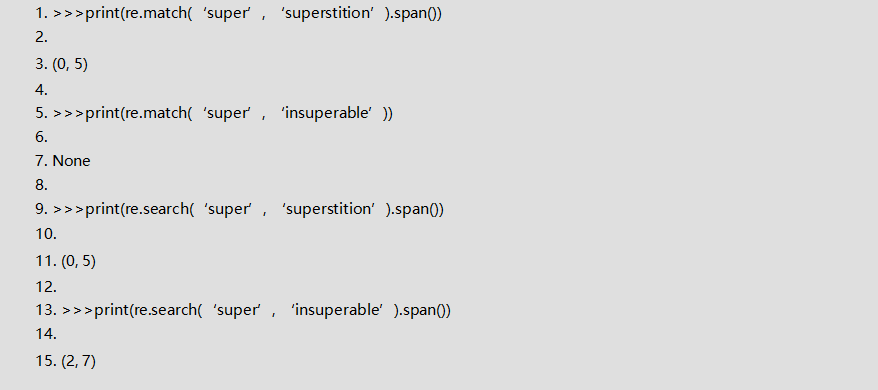 1. >>>print(re.match(‘super’, ‘superstition’).span())
2.
3. (0, 5)
4.
5. >>>print(re.match(‘super’, ‘insuperable’))
6.
7. None
8.
9. >>>print(re.search(‘super’, ‘superstition’).span())
10.
11. (0, 5)
12.
13. >>>print(re.search(‘super’, ‘insuperable’).span())
14.
15. (2, 7)